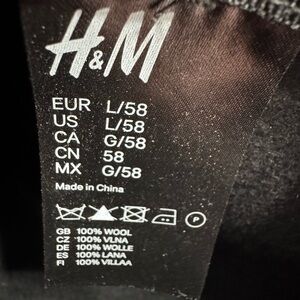 H&M
EUR L/58
US L/58
CA G/58
CN 58
MX G/58
Made in China
GB 100% WOOL
CZ 100% VLNA
DE 100% WOLLE
ES 100% LANA
FI 100% VILLAA